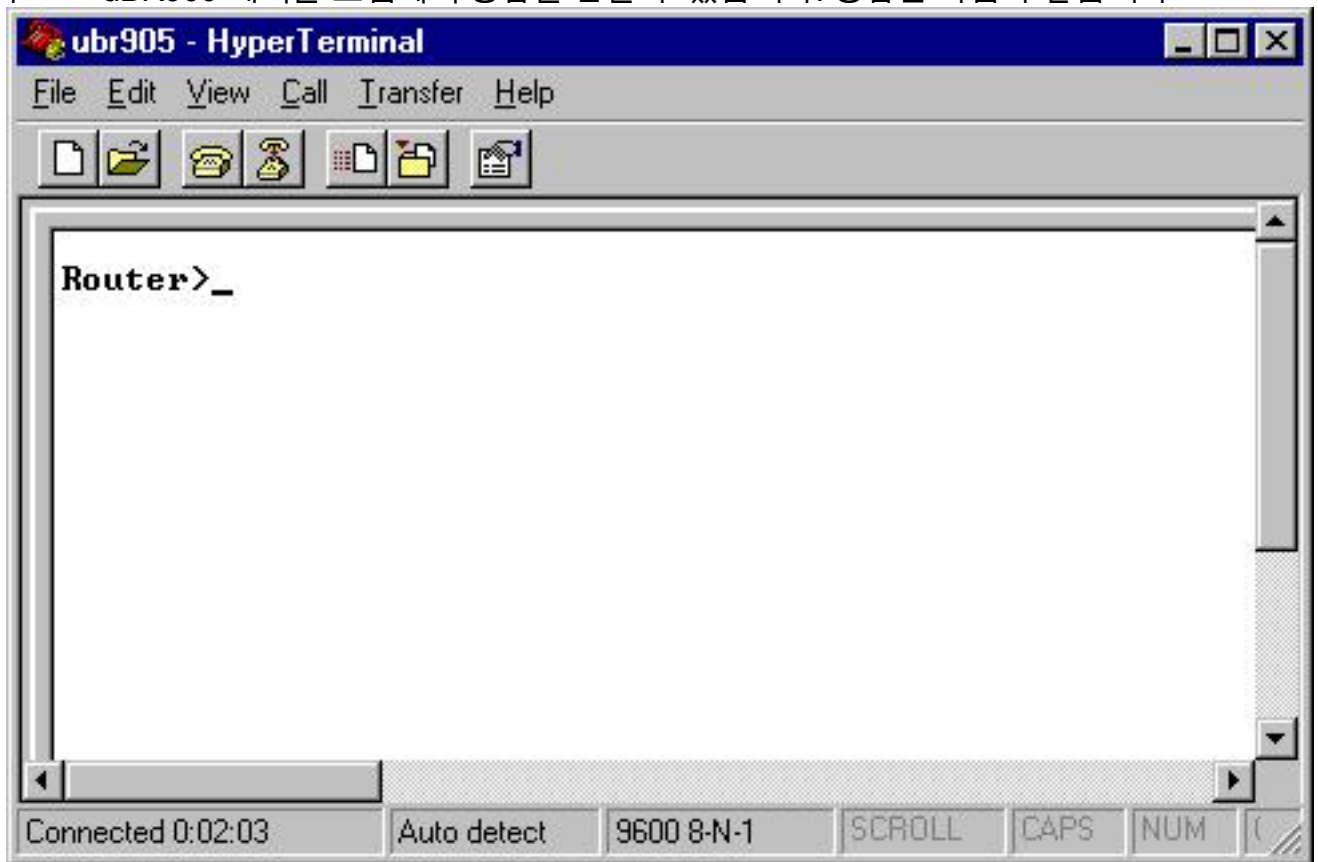 ubr905 - HyperTerminal
File Edit View Call Transfer Help
Router>_
Connected 0:02:03 Auto detect 9600 8-N-1 SCROLL CAPS NUM